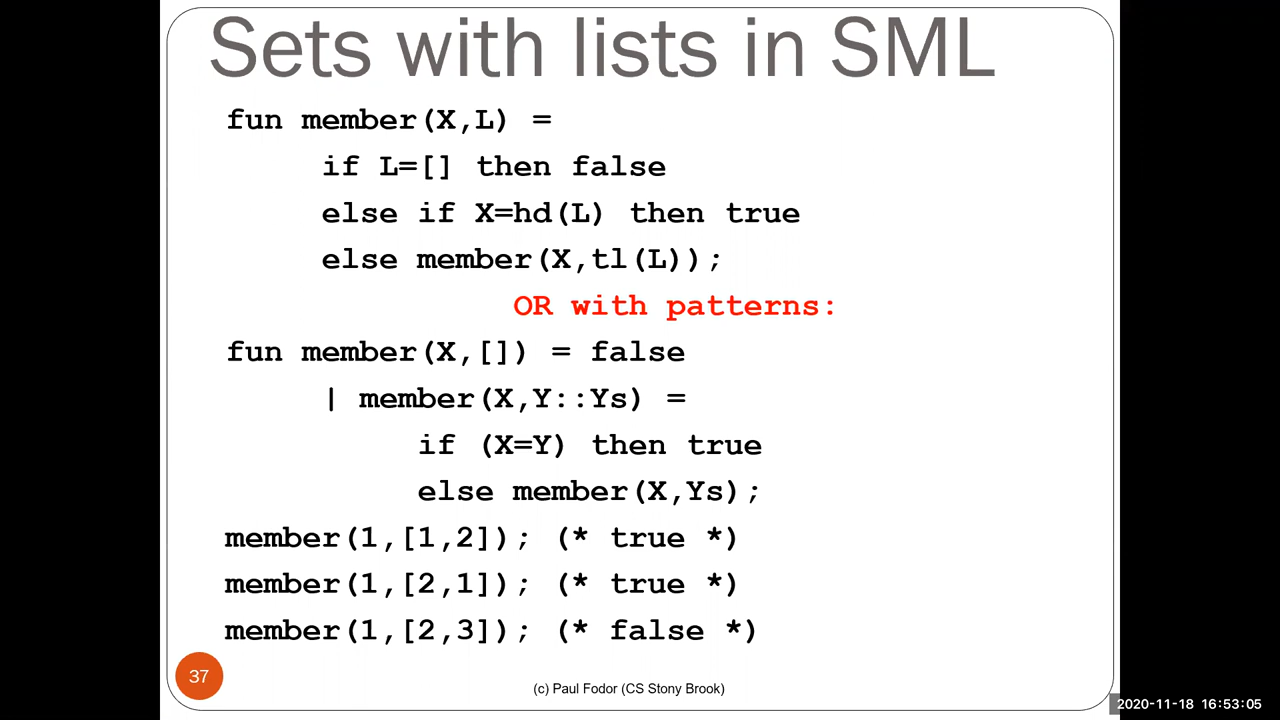 Sets with lists in SML
fun member(X,L) =
if L=[] then false
else if X=hd(L) then true
else member(X,tl(L));
OR with patterns:
fun member(X,[]) = false
| member(X,Y::Ys) =
if (X=Y) then true
else member(X,Ys);
member(1,[1,2]); (* true *)
member(1,[2,1]); (* true *)
member(1,[2,3]); (* false *)
37
(c) Paul Fodor (CS Stony Brook)
2020-11-18 16:53:05